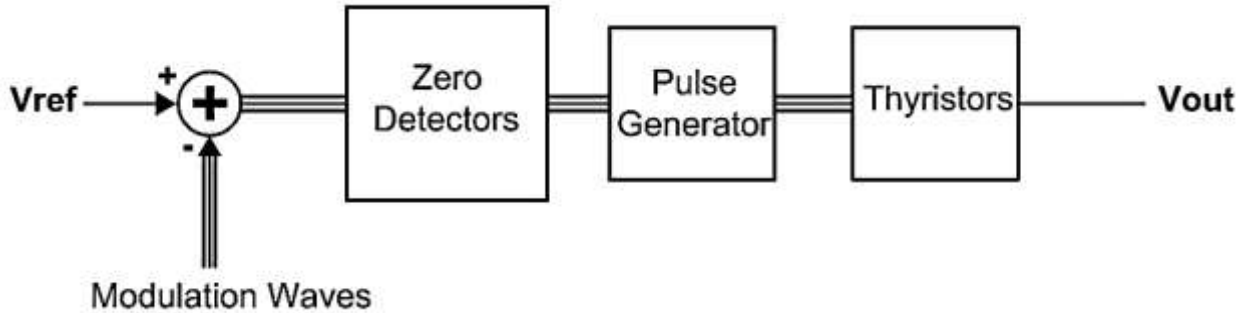 Vref
+
+
-
Zero
Detectors
Pulse
Generator
Thyristors
Vout
Modulation Waves